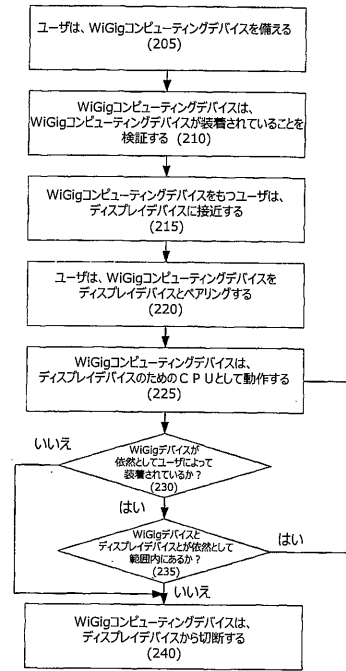 ユーザは、WiGigコンピューティングデバイスを備える
(205)
WiGigコンピューティングデバイスは、
WiGigコンピューティングデバイスが装着されていることを
検証する (210)
WiGigコンピューティングデバイスをもつユーザは、
ディスプレイデバイスに接近する
(215)
ユーザは、WiGigコンピューティングデバイスを
ディスプレイデバイスとペアリングする
(220)
WiGigコンピューティングデバイスは、
ディスプレイデバイスのためのCPUとして動作する
(225)
いいえ
WiGigデバイスが
依然としてユーザによって
装着されているか？
(230)
はい
WiGigデバイスと
ディスプレイデバイスとが依然として
範囲内にあるか？
(235)
はい
いいえ
WiGigコンピューティングデバイスは、
ディスプレイデバイスから切断する
(240)